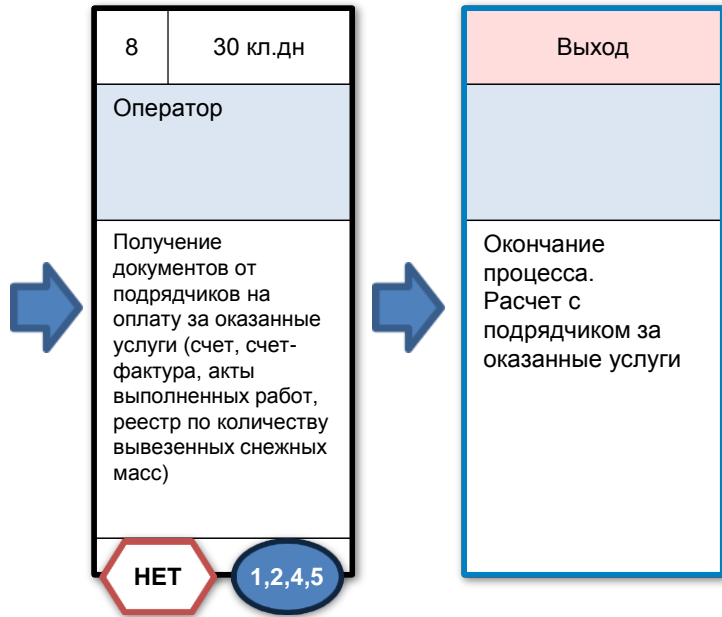 8
30 кл.дн
Оператор
Получение
документов от
подрядчиков на
оплату за оказанные
услуги (счет, счет-
фактура, акты
выполненных работ,
реестр по количеству
вывезенных снежных
масс)
НЕТ
1,2,4,5
Выход
Окончание
процесса.
Расчет с
подрядчиком за
оказанные услуги